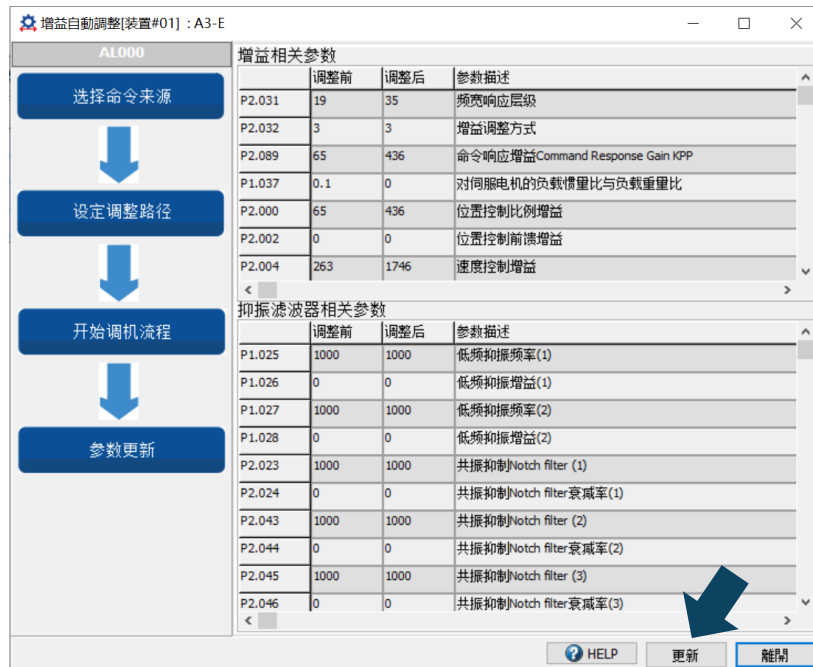 增益自動調整[裝置#01] : A3-E
AL000
选择命令来源
设定调整路径
开始调机流程
参数更新
增益相关参数
调整前 调整后 参数描述
P2.031 19 35 频宽响应层级
P2.032 3 3 增益调整方式
P2.089 65 436 命令响应增益Command Response Gain KPP
P1.037 0.1 0 对伺服电机的负载惯量比与负载重量比
P2.000 65 436 位置控制比例增益
P2.002 0 0 位置控制前馈增益
P2.004 263 1746 速度控制增益
抑振滤波器相关参数
调整前 调整后 参数描述
P1.025 1000 1000 低频抑振频率(1)
P1.026 0 0 低频抑振增益(1)
P1.027 1000 1000 低频抑振频率(2)
P1.028 0 0 低频抑振增益(2)
P2.023 1000 1000 共振抑制Notch filter (1)
P2.024 0 0 共振抑制Notch filter衰减率(1)
P2.043 1000 1000 共振抑制Notch filter (2)
P2.044 0 0 共振抑制Notch filter衰减率(2)
P2.045 1000 1000 共振抑制Notch filter (3)
P2.046 0 0 共振抑制Notch filter衰减率(3)
HELP 更新 離開